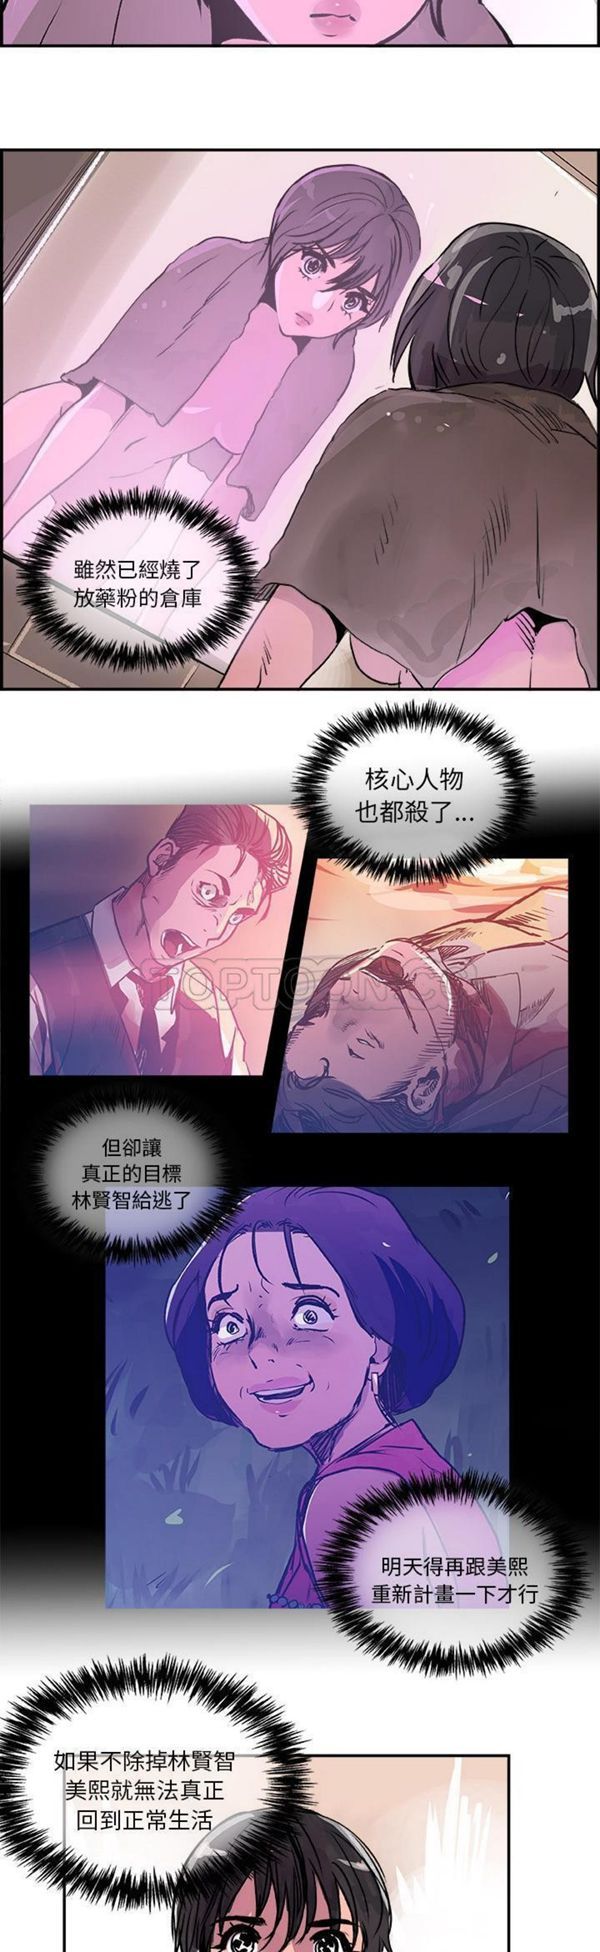 雖然已經燒了
放藥粉的倉庫
核心人物
也都殺了...
TOPTOON.CO
但卻讓
真正的目標
林賢智給逃了
明天得再跟美熙
重新計畫一下才行
如果不除掉林賢智
美熙就無法真正
回到正常生活